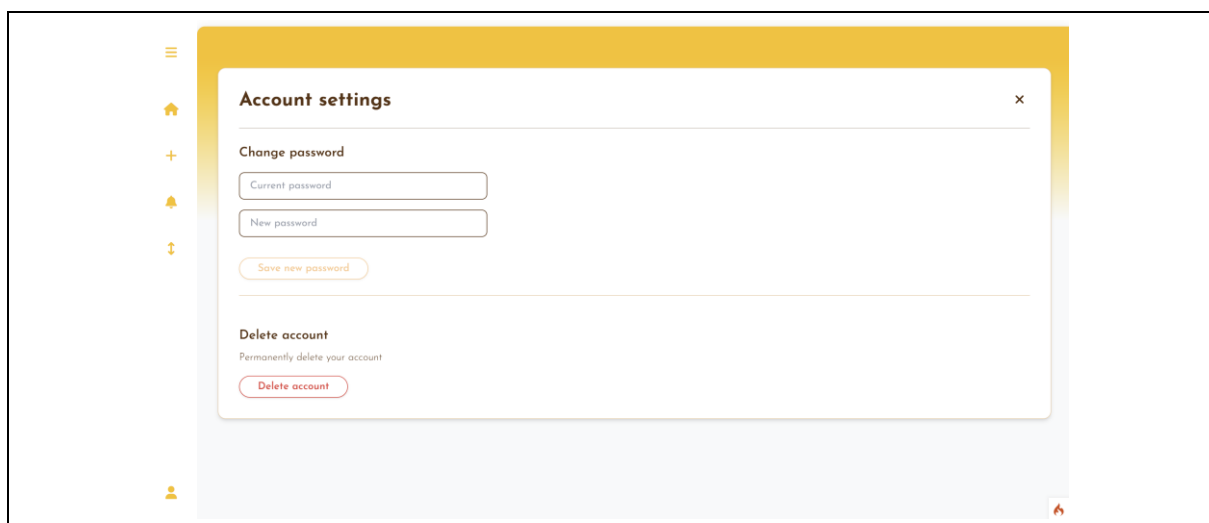 Account settings
Change password
Current password
New password
Save new password
Delete account
Permanently delete your account
Delete account